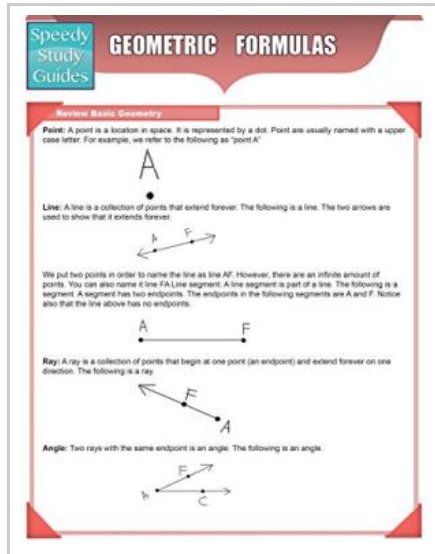 Speedy
Study
Guides
GEOMETRIC FORMULAS
Review Basic Geometry
Point: A point is a location in space. It is represented by a dot. Point are usually named with a upper
case letter. For example, we refer to the following as "point A"
A
Line: A line is a collection of points that extend forever. The following is a line. The two arrows are
used to show that it extends forever.
A F
We put two points in order to name the line as line AF. However, there are an infinite amount of
points. You can also name it line FA Line segment: A line segment is part of a line. The following is a
segment. A segment has two endpoints. The endpoints in the following segments are A and F. Notice
also that the line above has no endpoints.
A F
Ray: A ray is a collection of points that begin at one point (an endpoint) and extend forever on one
direction. The following is a ray.
F
A
Angle: Two rays with the same endpoint is an angle. The following is an angle.
F
A
C